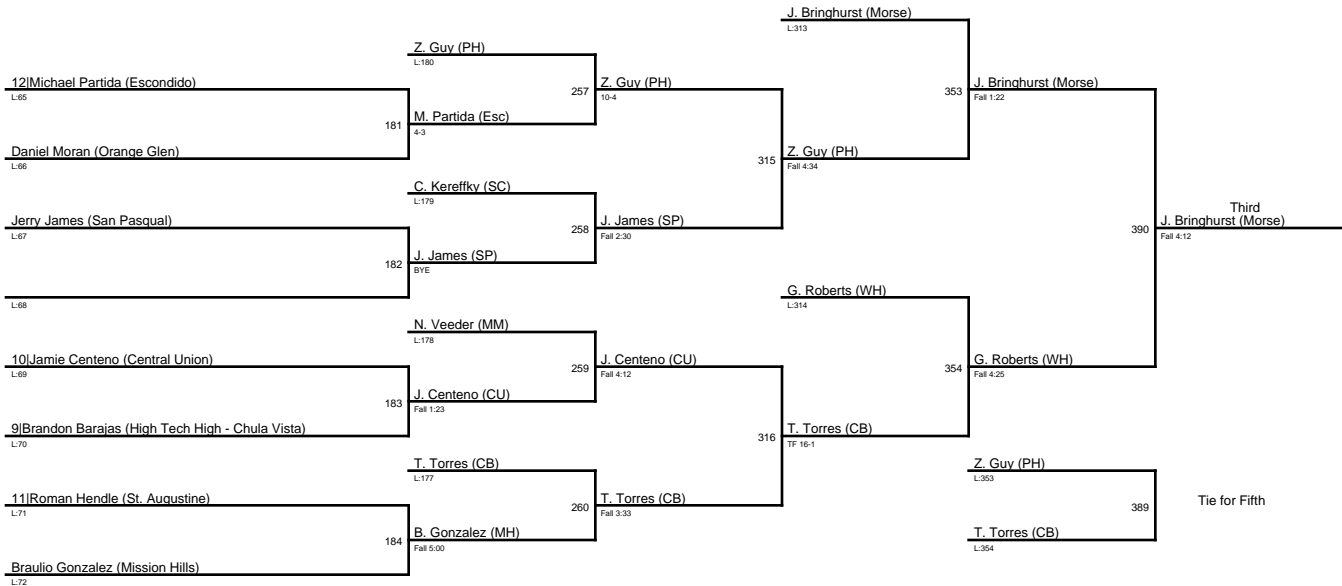 J. Bringhurst (Morse)
L:313
Z. Guy (PH)
L:180
12|Michael Partida (Escondido)
L:65
257
Z. Guy (PH)
10-4
353
J. Bringhurst (Morse)
Fall 1:22
181
M. Partida (Esc)
4-3
Daniel Moran (Orange Glen)
L:66
315
Z. Guy (PH)
Fall 4:34
C. Kereffky (SC)
L:179
Jerry James (San Pasqual)
L:67
258
J. James (SP)
Fall 2:30
390
Third
J. Bringhurst (Morse)
Fall 4:12
182
J. James (SP)
BYE
L:68
G. Roberts (WH)
L:314
N. Veeder (MM)
L:178
10|Jamie Centeno (Central Union)
L:69
259
J. Centeno (CU)
Fall 4:12
354
G. Roberts (WH)
Fall 4:25
183
J. Centeno (CU)
Fall 1:23
9|Brandon Barajas (High Tech High - Chula Vista)
L:70
316
T. Torres (CB)
TF 16-1
T. Torres (CB)
L:177
Z. Guy (PH)
L:353
11|Roman Hendle (St. Augustine)
L:71
260
T. Torres (CB)
Fall 3:33
389
Tie for Fifth
184
B. Gonzalez (MH)
Fall 5:00
T. Torres (CB)
L:354
Braulio Gonzalez (Mission Hills)
L:72